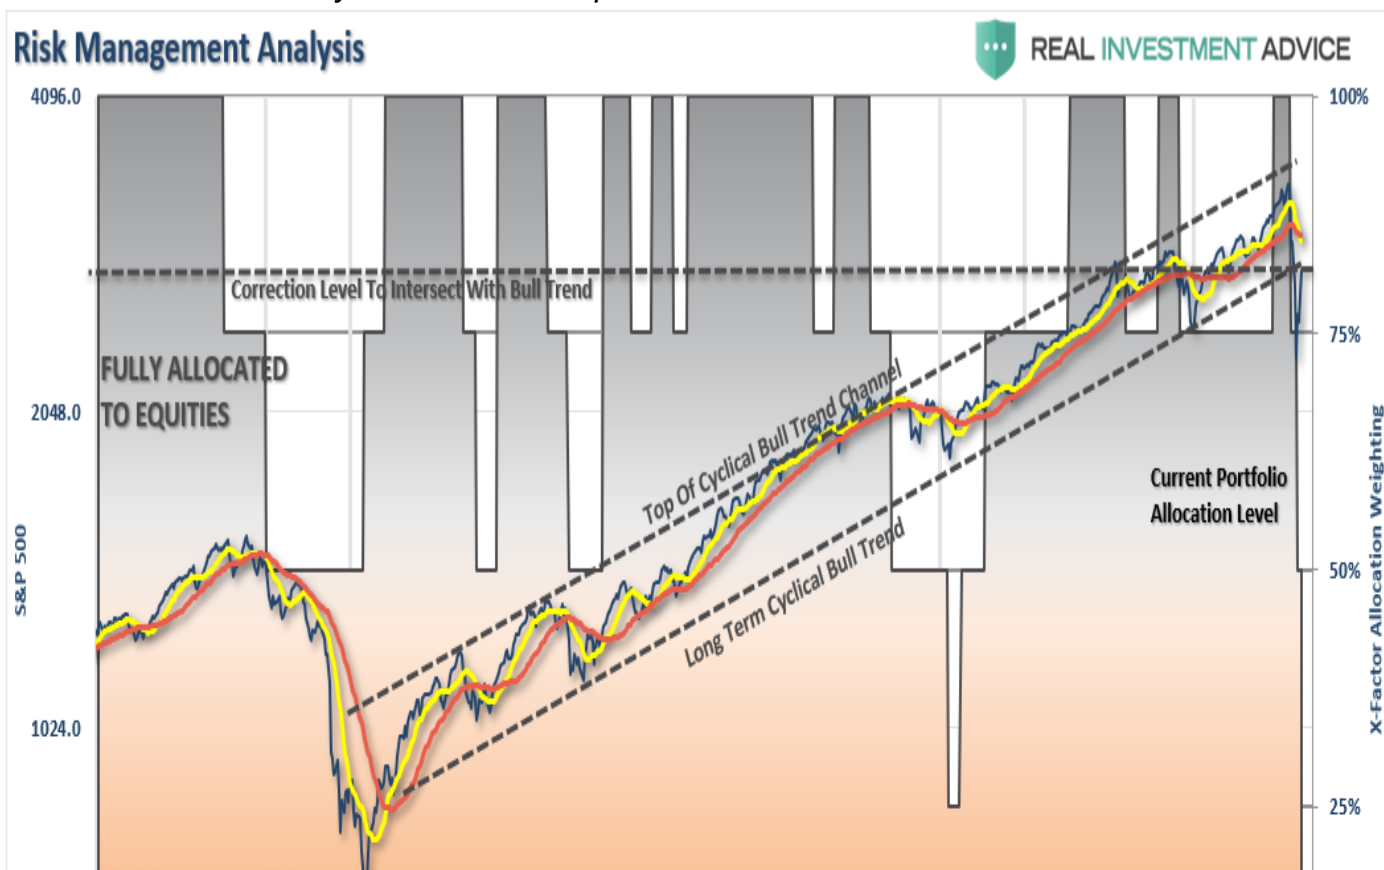 Risk Management Analysis
REAL INVESTMENT ADVICE
4096.0
100%
Correction Level To Intersect With Bull Trend
75%
FULLY ALLOCATED
TO EQUITIES
2048.0
Top Of Cyclical Bull Trend Channel
Long Term Cyclical Bull Trend
Current Portfolio
Allocation Level
S&P 500
X-Factor Allocation Weighting
50%
1024.0
25%